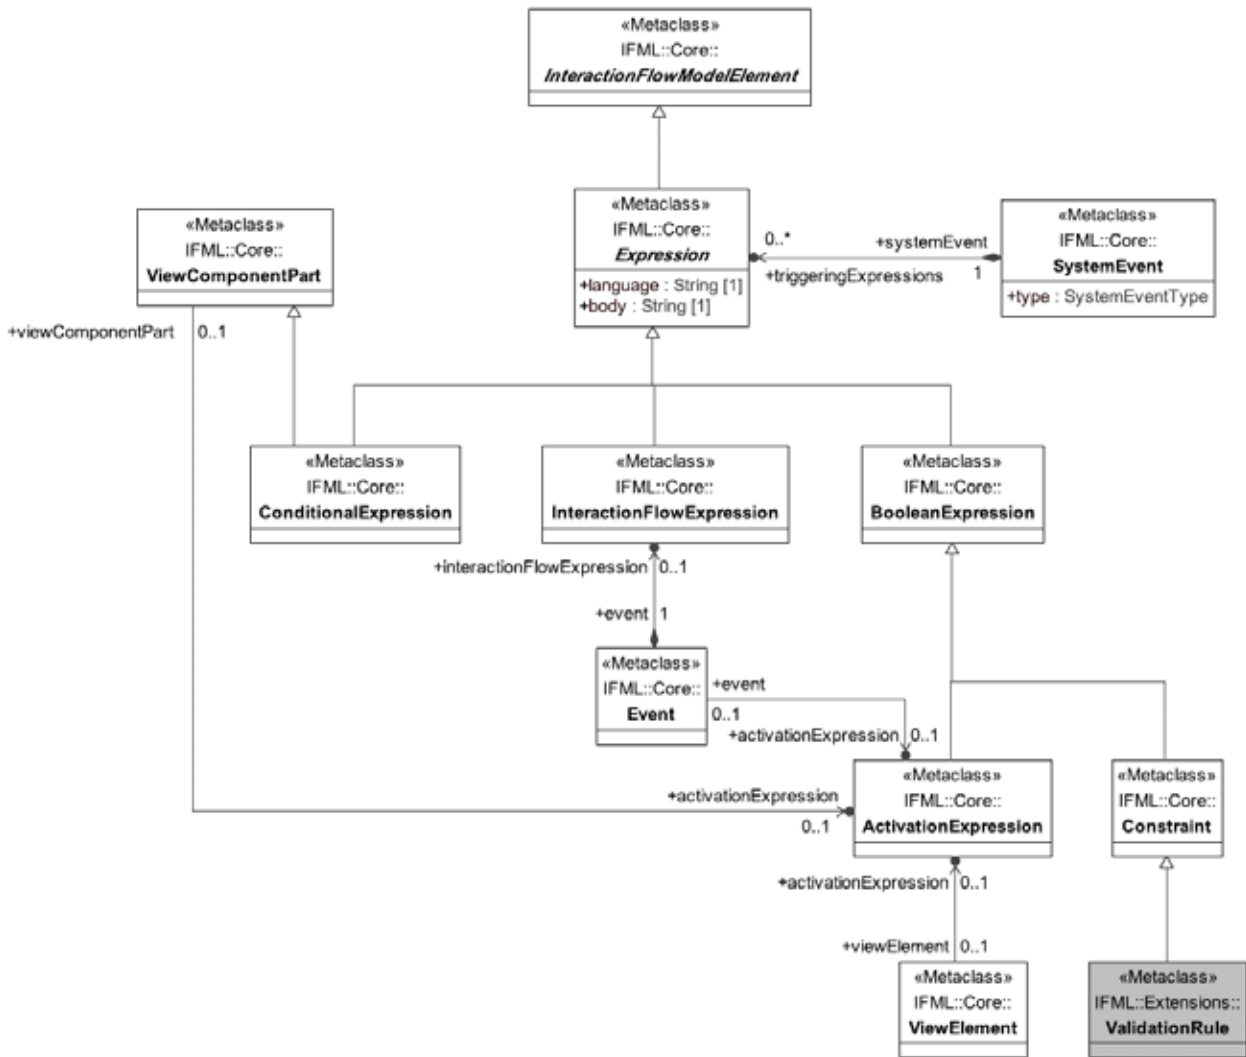 «Metaclass»
IFML::Core::
InteractionFlowModelElement
«Metaclass»
IFML::Core::
ViewComponentPart
«Metaclass»
IFML::Core::
Expression
+language : String [1]
+body : String [1]
0..*
+systemEvent
+triggeringExpressions
1
«Metaclass»
IFML::Core::
SystemEvent
+type : SystemEventType
+viewComponentPart
0..1
«Metaclass»
IFML::Core::
ConditionalExpression
«Metaclass»
IFML::Core::
InteractionFlowExpression
«Metaclass»
IFML::Core::
BooleanExpression
+interactionFlowExpression
0..1
+event
1
«Metaclass»
IFML::Core::
Event
+event
0..1
+activationExpression
0..1
+activationExpression
0..1
«Metaclass»
IFML::Core::
ActivationExpression
«Metaclass»
IFML::Core::
Constraint
+activationExpression
0..1
+viewElement
0..1
«Metaclass»
IFML::Core::
ViewElement
«Metaclass»
IFML::Extensions::
ValidationRule